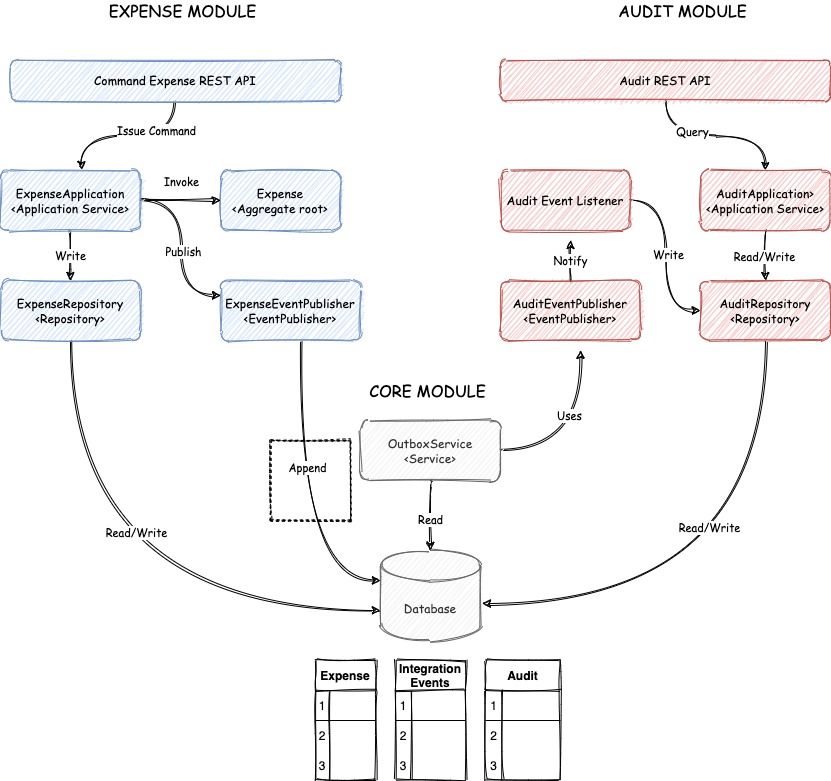 EXPENSE MODULE
AUDIT MODULE
Command Expense REST API
Audit REST API
Issue Command
Query
ExpenseApplication
<Application Service>
Invoke
Expense
<Aggregate root>
Audit Event Listener
AuditApplication>
<Application Service>
Write
Publish
Notify
Write
Read/Write
ExpenseRepository
<Repository>
ExpenseEventPublisher
<EventPublisher>
AuditEventPublisher
<EventPublisher>
AuditRepository
<Repository>
CORE MODULE
Uses
OutboxService
<Service>
Append
Read
Read/Write
Read/Write
Database
Expense
1
2
3
Integration
Events
1
2
3
Audit
1
2
3